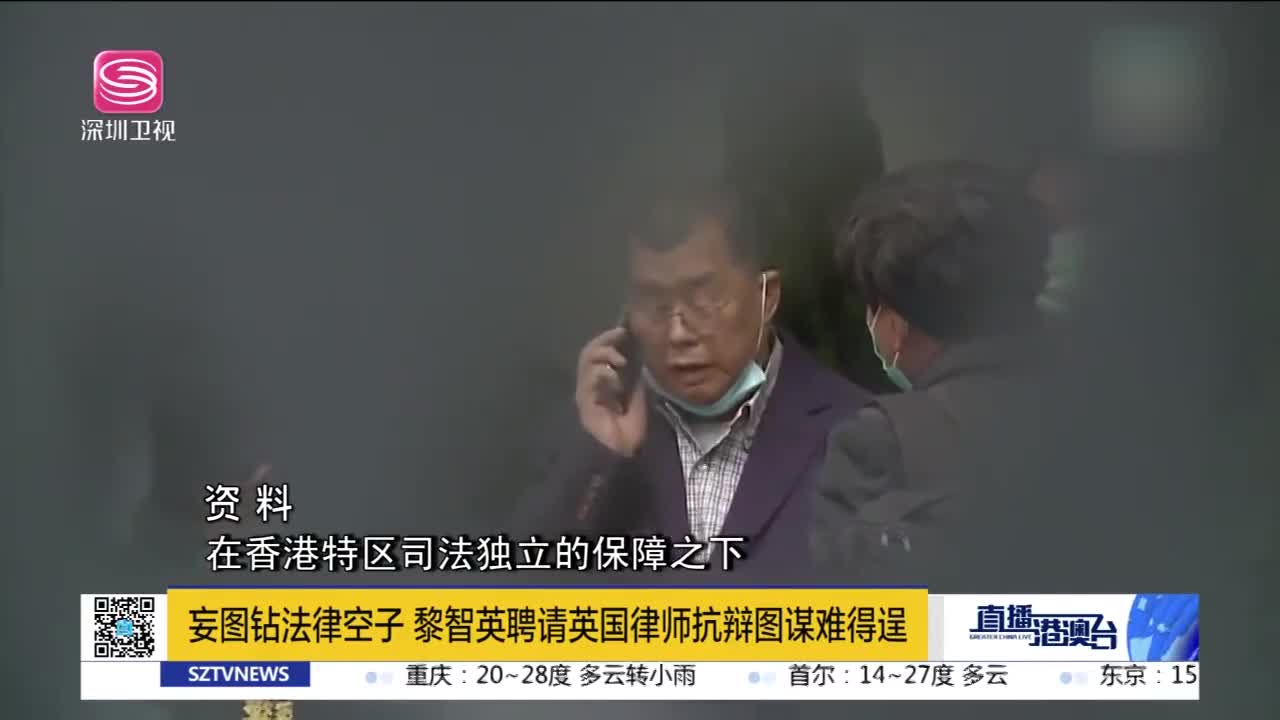 深圳卫视
资料
在香港特区司法独立的保障之下
妄图钻法律空子 黎智英聘请英国律师抗辩图谋难得逞
直播港澳台
GREATER CHINA LIVE
SZTVNEWS
重庆：20~28度 多云转小雨
首尔：14~27度 多云
东京：15